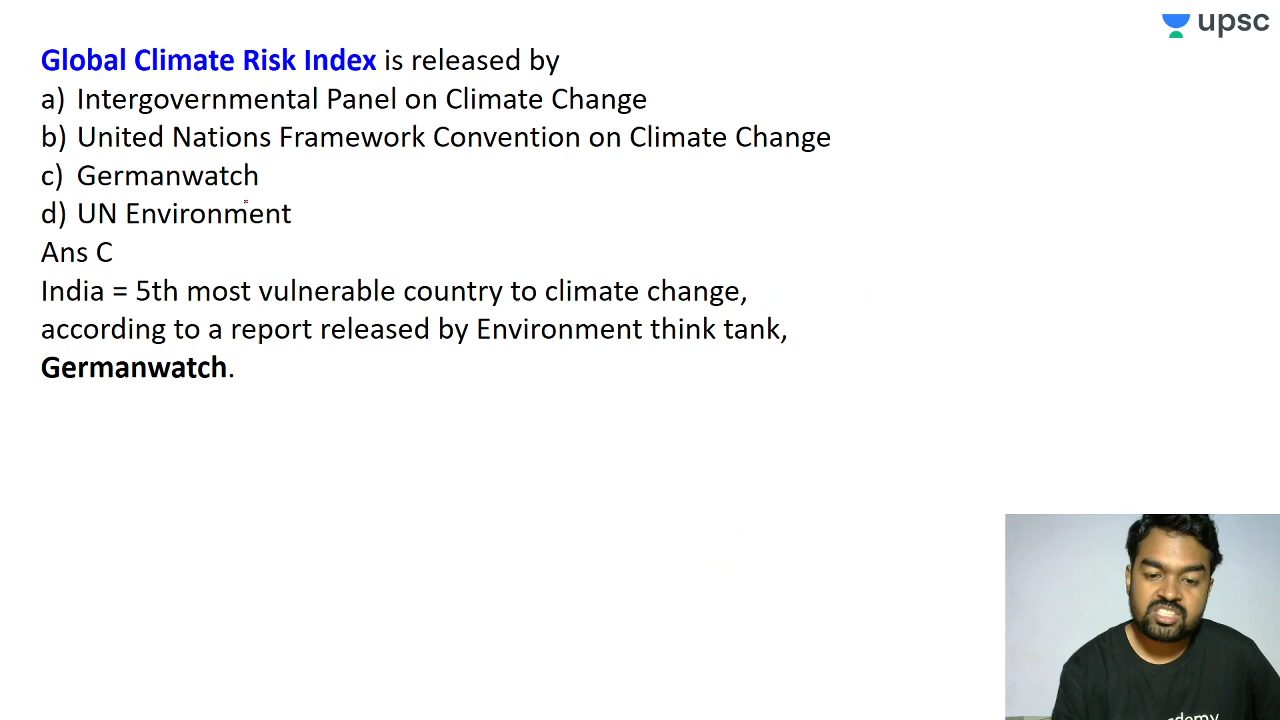 upsc
Global Climate Risk Index is released by
a) Intergovernmental Panel on Climate Change
b) United Nations Framework Convention on Climate Change
c) Germanwatch
d) UN Environment
Ans C
India = 5th most vulnerable country to climate change,
according to a report released by Environment think tank,
Germanwatch.